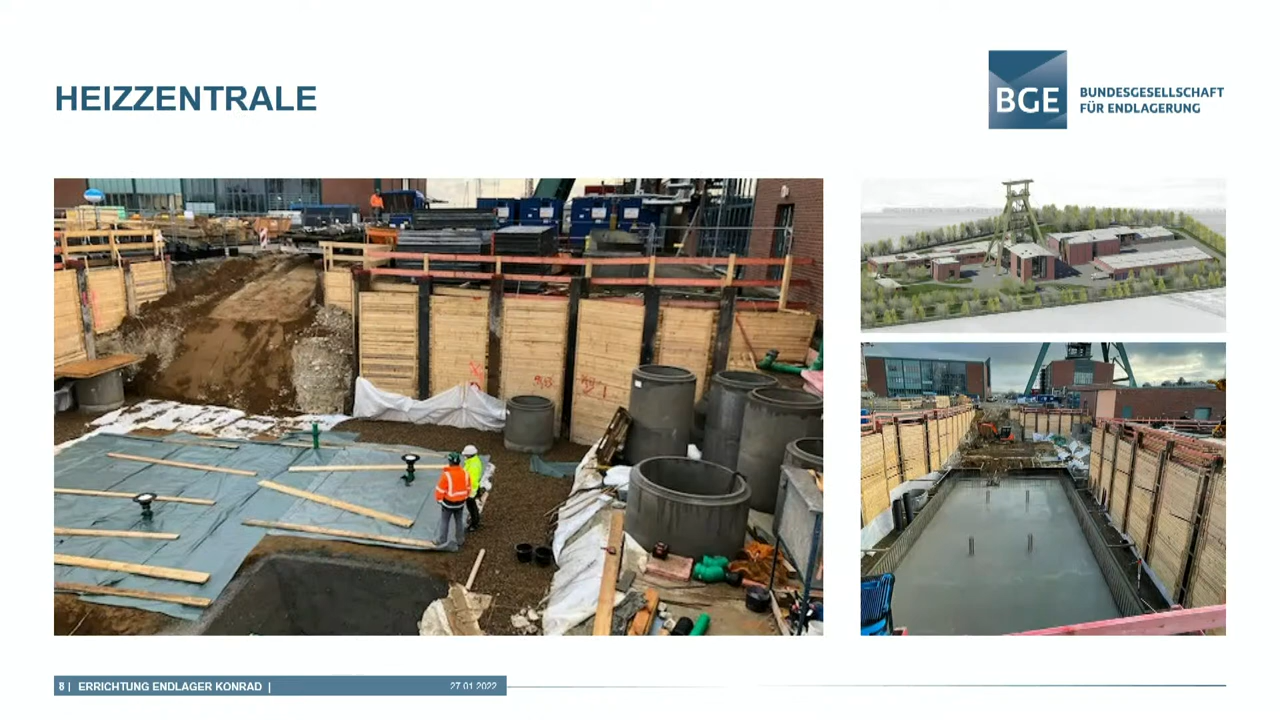 HEIZZENTRALE
BGE
BUNDESGESELLSCHAFT
FÜR ENDLAGERUNG
8 | ERRICHTUNG ENDLAGER KONRAD |
27.01.2022